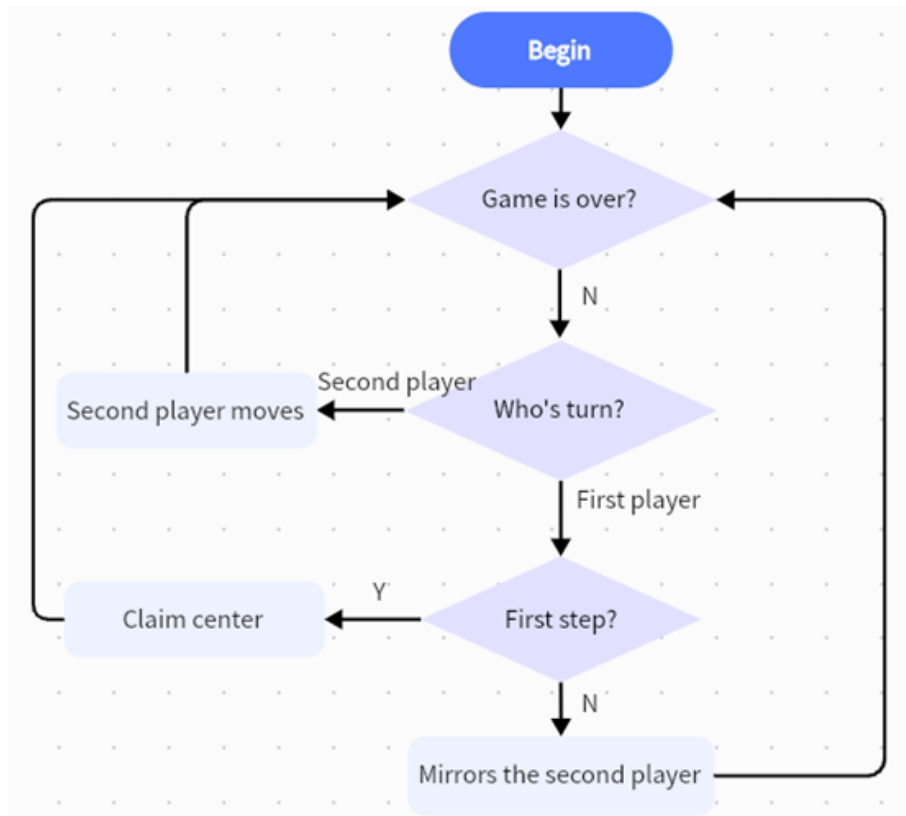 Begin
Game is over?
N
Second player
Second player moves
Who's turn?
First player
Y
Claim center
First step?
N
Mirrors the second player